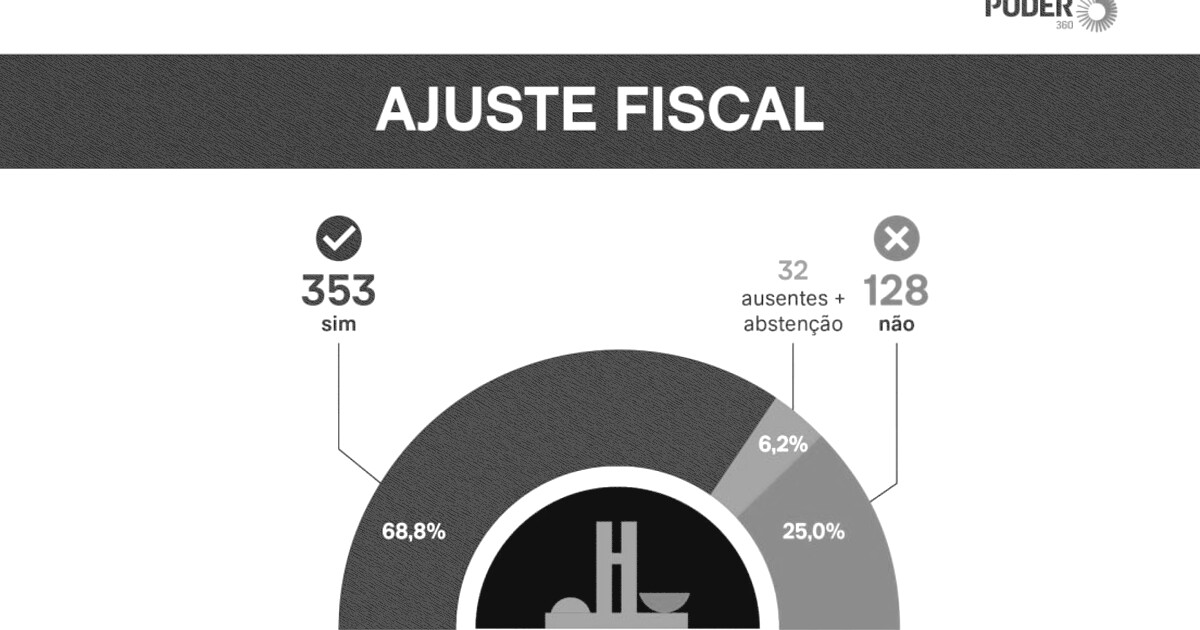 PODER
360
AJUSTE FISCAL
353
sim
32
ausentes +
abstenção
128
não
6,2%
68,8%
25,0%